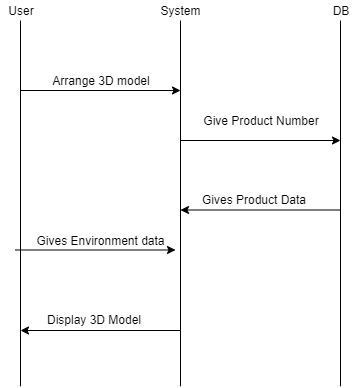 User System DB
Arrange 3D model
Give Product Number
Gives Product Data
Gives Environment data
Display 3D Model